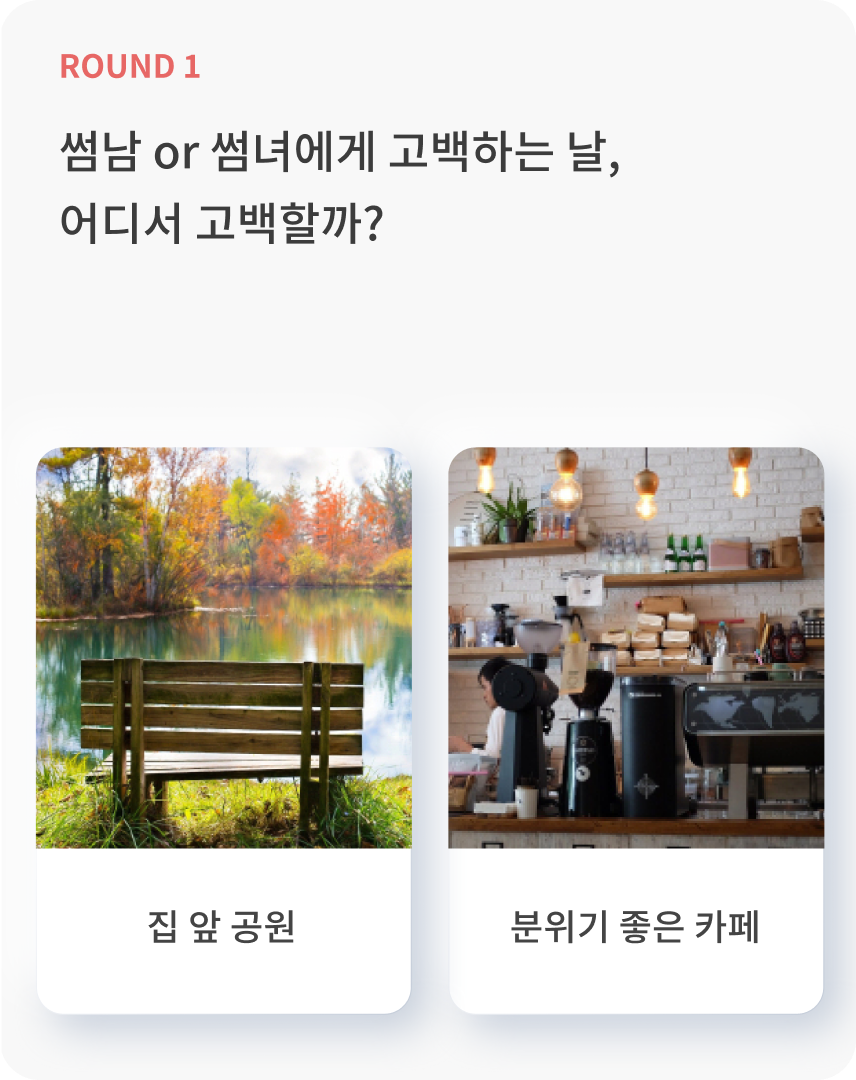 ROUND 1
썸남 or 썸녀에게 고백하는 날,
어디서 고백할까?
집 앞 공원
분위기 좋은 카페